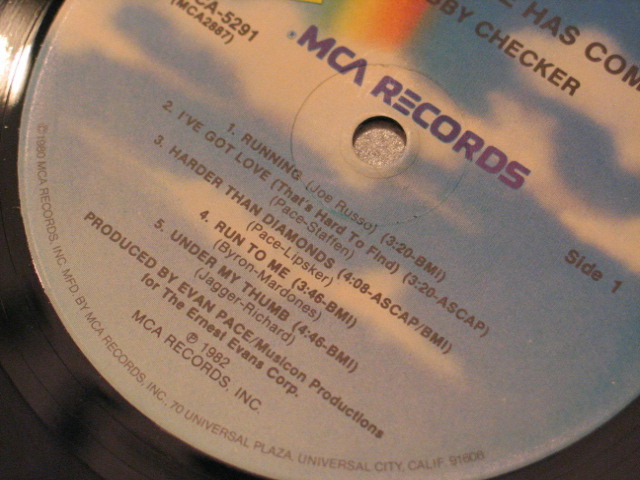 CA-5291
(MCA2887)
HAS COM
BBY CHECKER
MCA RECORDS
1. RUNNING (Joe Russo) (3:20-BMI)
2. I'VE GOT LOVE (That's Hard To Find) (3:20-ASCAP)
(Pace-Staffen)
3. HARDER THAN DIAMONDS (4:08-ASCAP/BMI)
(Pace-Lipsker)
4. RUN TO ME (3:46-BMI)
(Byron-Mardones)
5. UNDER MY THUMB (4:46-BMI)
(Jagger-Richard)
PRODUCED BY EVAN PACE/Musicon Productions
for The Ernest Evans Corp.
℗ 1982
MCA RECORDS, INC.
Side 1
©1980 MCA RECORDS, INC. MFD. BY MCA RECORDS, INC., 70 UNIVERSAL PLAZA, UNIVERSAL CITY, CALIF. 91608